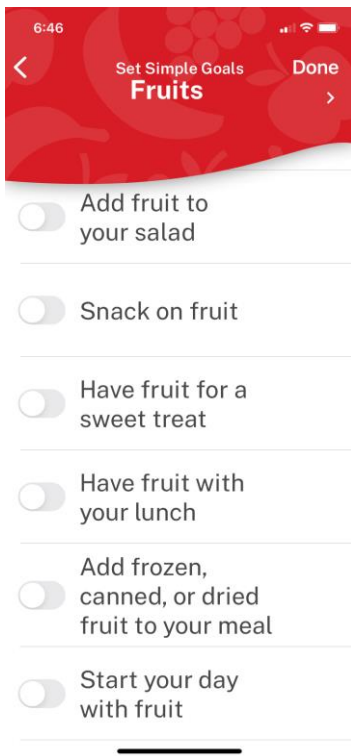 6:46
Set Simple Goals
Done
Fruits
Add fruit to
your salad
Snack on fruit
Have fruit for a
sweet treat
Have fruit with
your lunch
Add frozen,
canned, or dried
fruit to your meal
Start your day
with fruit